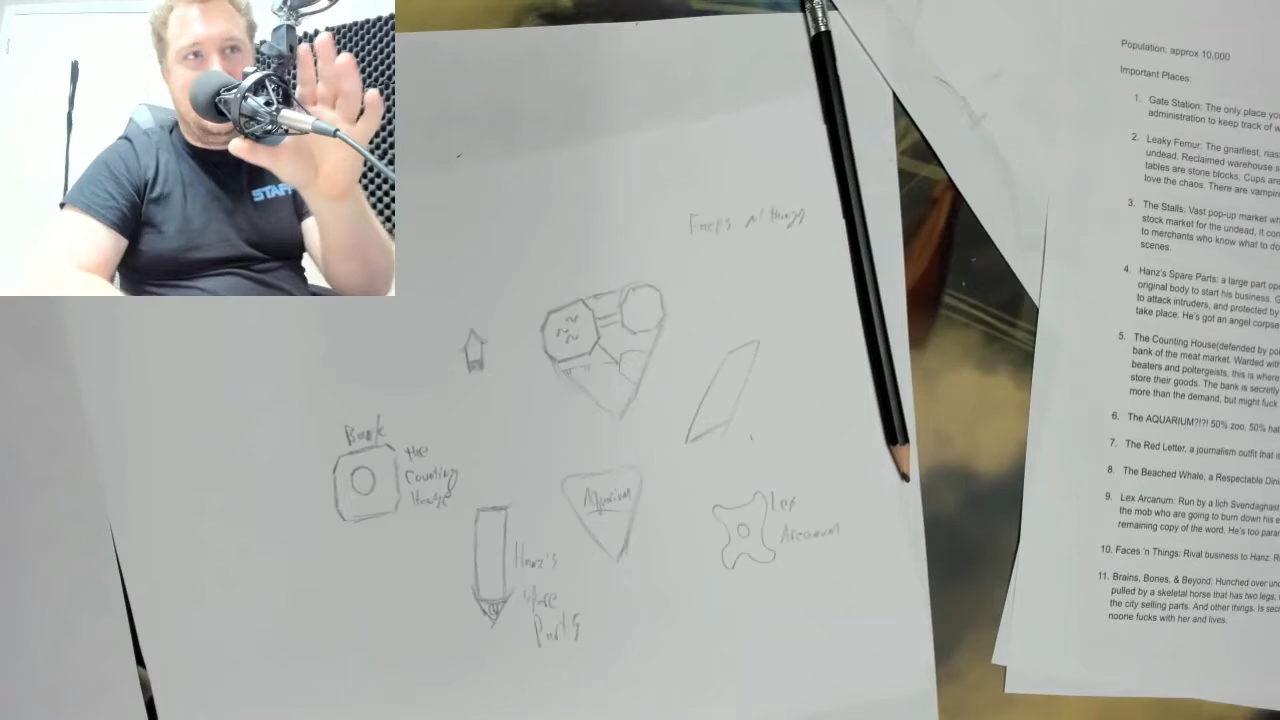 STAFF
Faces n' things
Bank
the
Counting
House
Aquarium
Lex
Arcanum
Hanz's
Spare
Parts
Population: approx 10,000
Important Places:
1. Gate Station: The only place yo
administration to keep track of
2. Leaky Femur: The gnarliest, nas
undead. Reclaimed warehouse s
tables are stone blocks. Cups are
love the chaos. There are vampir
3. The Stalls: Vast pop-up market wh
stock market for the undead, it con
to merchants who know what to do
scenes.
4. Hanz's Spare Parts: a large part ope
original body to start his business. G
to attack intruders, and protected by
take place. He's got an angel corpse
5. The Counting House(defended by pol
bank of the meat market. Warded with
beaters and poltergeists, this is where
store their goods. The bank is secretly
more than the demand, but might fuck
6. The AQUARIUM?!?! 50% zoo. 50% hat
7. The Red Letter, a journalism outfit that is
8. The Beached Whale, a Respectable Din
9. Lex Arcanum: Run by a lich Svendaghast
the mob who are going to burn down his e
remaining copy of the word. He's too paran
10. Faces 'n Things: Rival business to Hanz. R
11. Brains, Bones, & Beyond: Hunched over und
pulled by a skeletal horse that has two legs,
the city selling parts. And other things. Is sec
noone fucks with her and lives.